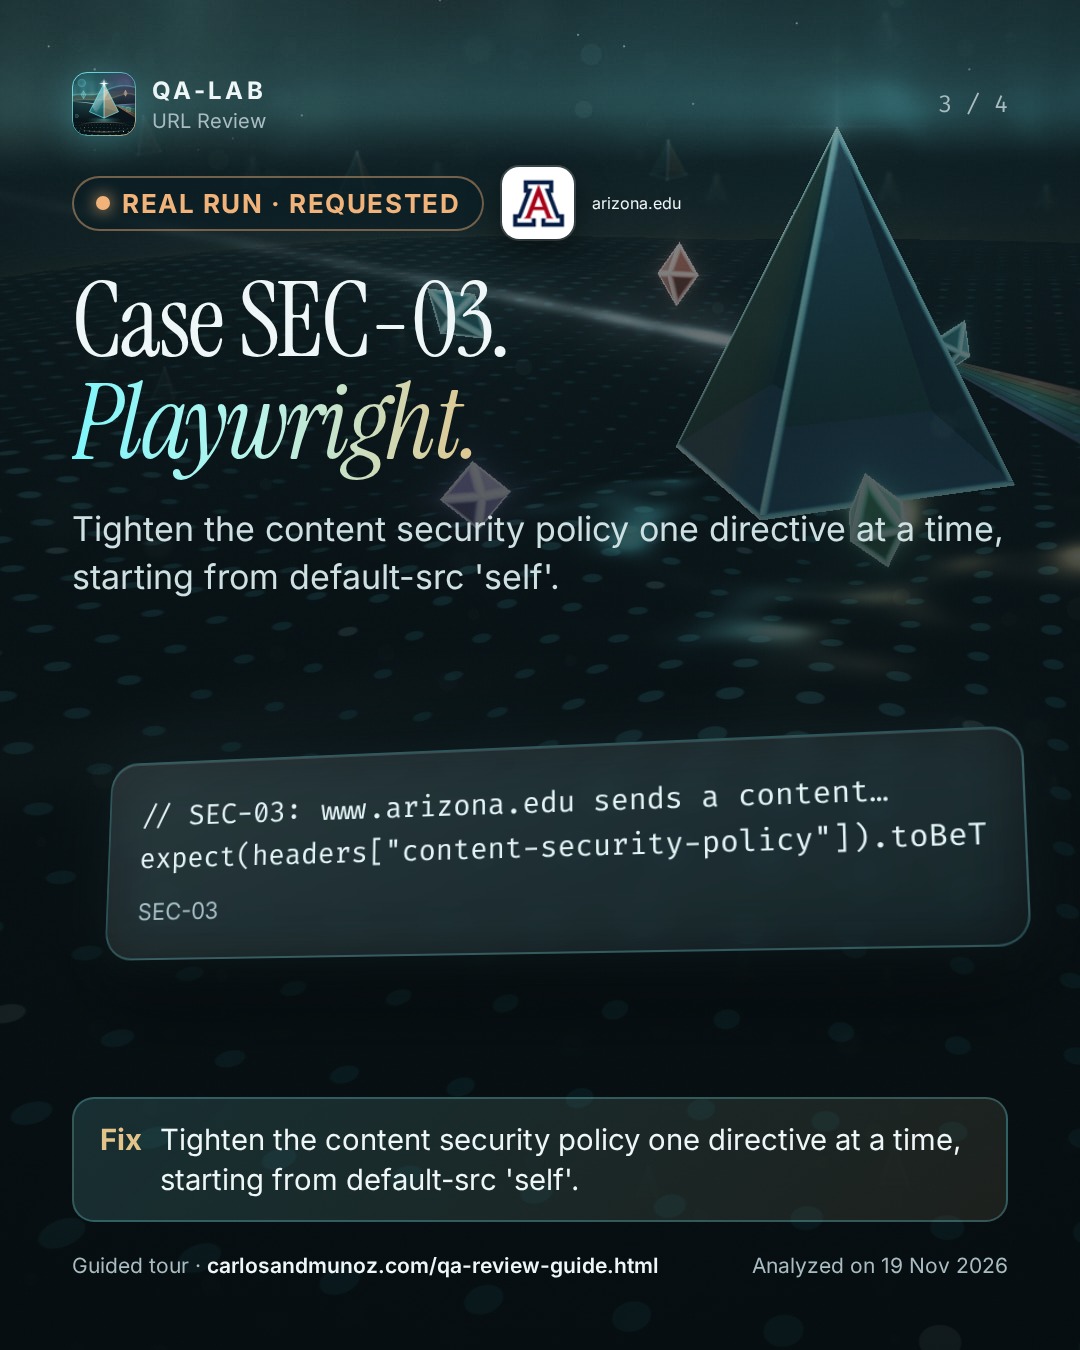 QA-LAB
URL Review
3 / 4
REAL RUN · REQUESTED
A
arizona.edu
Case SEC-03.
Playwright.
Tighten the content security policy one directive at a time,
starting from default-src 'self'.
// SEC-03: www.arizona.edu sends a content…
expect(headers["content-security-policy"]).toBeT
SEC-03
Fix Tighten the content security policy one directive at a time,
starting from default-src 'self'.
Guided tour · carlosandmunoz.com/qa-review-guide.html
Analyzed on 19 Nov 2026